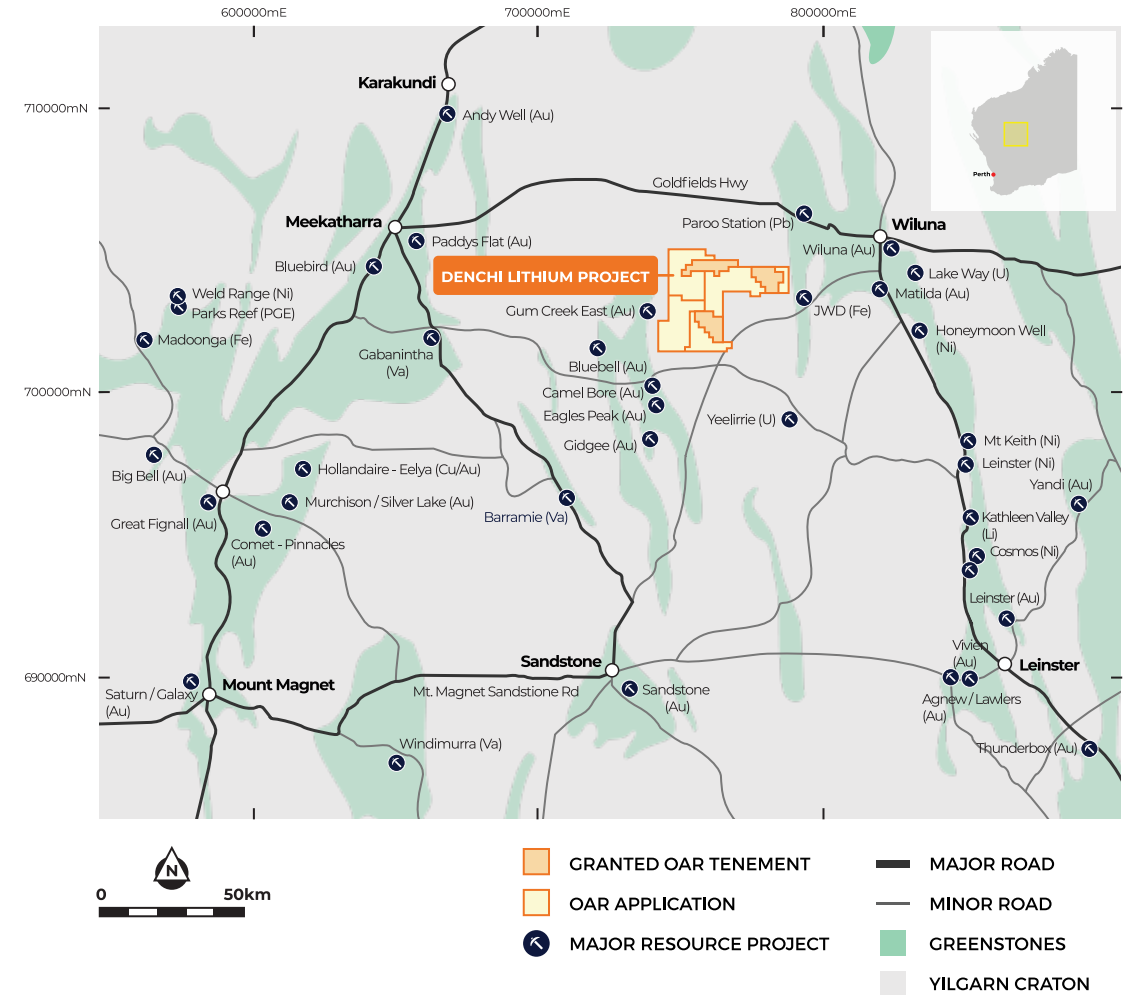 600000mE
700000mE
800000mE
710000mN
700000mN
690000mN
Karakundi
Andy Well (Au)
Goldfields Hwy
Perth
Meekatharra
Paddys Flat (Au)
Bluebird (Au)
Paroo Station (Pb)
Wiluna
Wiluna (Au)
DENCHI LITHIUM PROJECT
Lake Way (U)
Matilda (Au)
Weld Range (Ni)
Parks Reef (PGE)
Gum Creek East (Au)
JWD (Fe)
Madoonga (Fe)
Honeymoon Well
(Ni)
Gabanintha
(Va)
Bluebell (Au)
Camel Bore (Au)
Eagles Peak (Au)
Yeelirrie (U)
Gidgee (Au)
Mt Keith (Ni)
Leinster (Ni)
Big Bell (Au)
Hollandaire - Eelya (Cu/Au)
Yandi (Au)
Murchison / Silver Lake (Au)
Great Fignall (Au)
Barramie (Va)
Kathleen Valley
(Li)
Comet - Pinnacles
(Au)
Cosmos (Ni)
Leinster (Au)
Vivien
(Au)
Sandstone
Leinster
Mount Magnet
Mt. Magnet Sandstione Rd
Sandstone
(Au)
Saturn / Galaxy
(Au)
Agnew / Lawlers
(Au)
Windimurra (Va)
Thunderbox (Au)
N
0
50km
GRANTED OAR TENEMENT
OAR APPLICATION
MAJOR RESOURCE PROJECT
MAJOR ROAD
MINOR ROAD
GREENSTONES
YILGARN CRATON